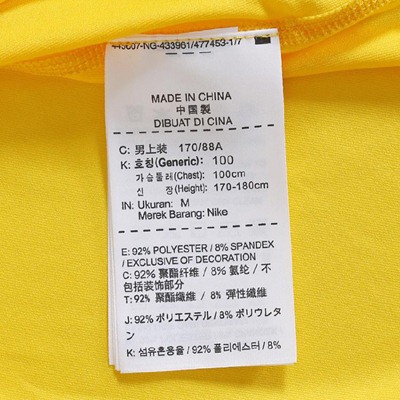 445607-NG-433961/477453-1/7
MADE IN CHINA
中国製
DIBUAT DI CINA
C: 男上装 170/88A
K: 호칭(Generic): 100
가슴둘레(Chest): 100cm
신 장(Height): 170-180cm
IN: Ukuran: M
Merek Barang: Nike
E: 92% POLYESTER / 8% SPANDEX
/ EXCLUSIVE OF DECORATION
C: 92% 聚酯纤维 / 8% 氨纶 / 不
包括装饰部分
T: 92% 聚酯纖維 / 8% 彈性纖維
J: 92% ポリエステル / 8% ポリウレタ
ン
K: 섬유혼용율 / 92% 폴리에스터 / 8%